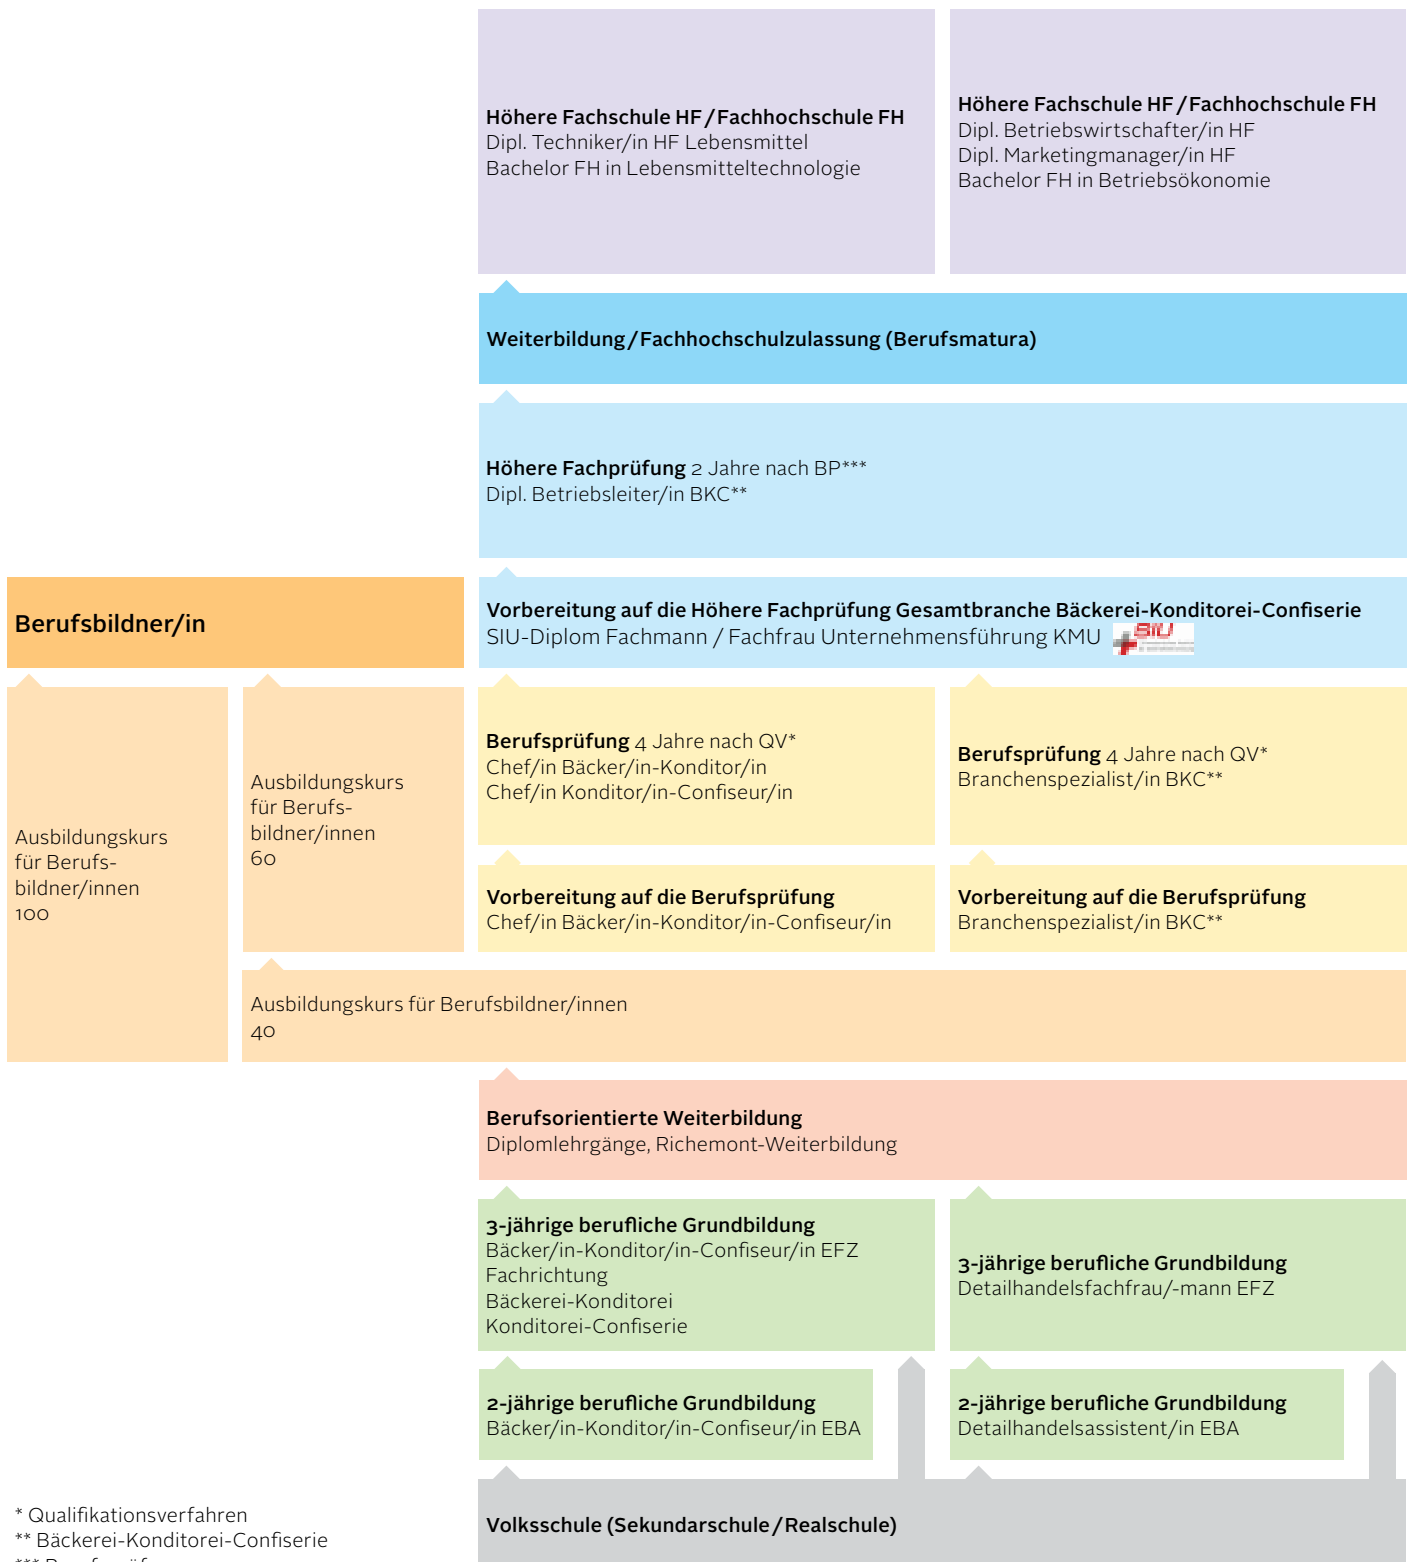 Höhere Fachschule HF/Fachhochschule FH
Dipl. Techniker/in HF Lebensmittel
Bachelor FH in Lebensmitteltechnologie
Höhere Fachschule HF/Fachhochschule FH
Dipl. Betriebswirtschafter/in HF
Dipl. Marketingmanager/in HF
Bachelor FH in Betriebsökonomie
Weiterbildung/Fachhochschulzulassung (Berufsmatura)
Höhere Fachprüfung 2 Jahre nach BP***
Dipl. Betriebsleiter/in BKC**
Berufsbildner/in
Vorbereitung auf die Höhere Fachprüfung Gesamtbranche Bäckerei-Konditorei-Confiserie
SIU-Diplom Fachmann / Fachfrau Unternehmensführung KMU SIU
Ausbildungskurs
für Berufs-
bildner/innen
100
Ausbildungskurs
für Berufs-
bildner/innen
60
Berufsprüfung 4 Jahre nach QV*
Chef/in Bäcker/in-Konditor/in
Chef/in Konditor/in-Confiseur/in
Berufsprüfung 4 Jahre nach QV*
Branchenspezialist/in BKC**
Vorbereitung auf die Berufsprüfung
Chef/in Bäcker/in-Konditor/in-Confiseur/in
Vorbereitung auf die Berufsprüfung
Branchenspezialist/in BKC**
Ausbildungskurs für Berufsbildner/innen
40
Berufsorientierte Weiterbildung
Diplomlehrgänge, Richemont-Weiterbildung
3-jährige berufliche Grundbildung
Bäcker/in-Konditor/in-Confiseur/in EFZ
Fachrichtung
Bäckerei-Konditorei
Konditorei-Confiserie
3-jährige berufliche Grundbildung
Detailhandelsfachfrau/-mann EFZ
2-jährige berufliche Grundbildung
Bäcker/in-Konditor/in-Confiseur/in EBA
2-jährige berufliche Grundbildung
Detailhandelsassistent/in EBA
Volksschule (Sekundarschule/Realschule)
* Qualifikationsverfahren
** Bäckerei-Konditorei-Confiserie
***